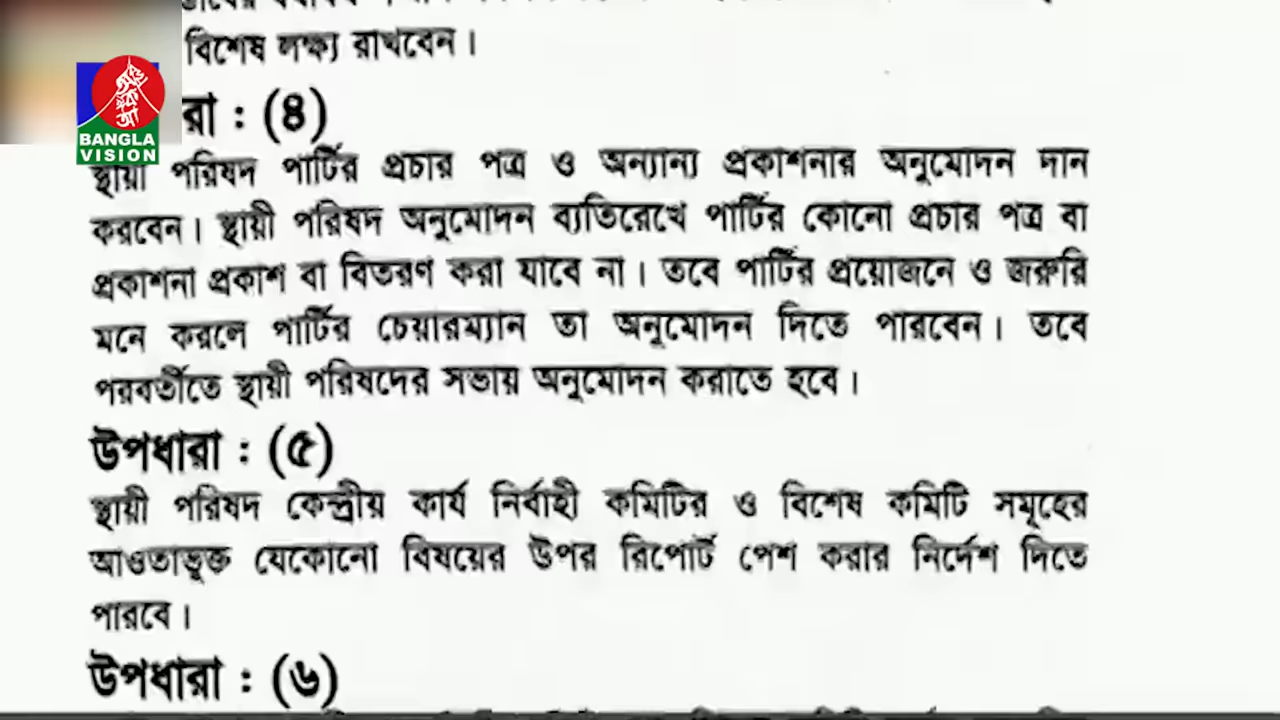 বিশেষ লক্ষ্য রাখবেন।
BANGLA
VISION
রা : (৪)
স্থায়ী পরিষদ পার্টির প্রচার পত্র ও অন্যান্য প্রকাশনার অনুমোদন দান
করবেন। স্থায়ী পরিষদ অনুমোদন ব্যতিরেখে পার্টির কোনো প্রচার পত্র বা
প্রকাশনা প্রকাশ বা বিতরণ করা যাবে না। তবে পার্টির প্রয়োজনে ও জরুরি
মনে করলে পার্টির চেয়ারম্যান তা অনুমোদন দিতে পারবেন। তবে
পরবর্তীতে স্থায়ী পরিষদের সভায় অনুমোদন করাতে হবে।
উপধারা : (৫)
স্থায়ী পরিষদ কেন্দ্রীয় কার্য নির্বাহী কমিটির ও বিশেষ কমিটি সমূহের
আওতাভূক্ত যেকোনো বিষয়ের উপর রিপোর্ট পেশ করার নির্দেশ দিতে
পারবে।
উপধারা : (৬)